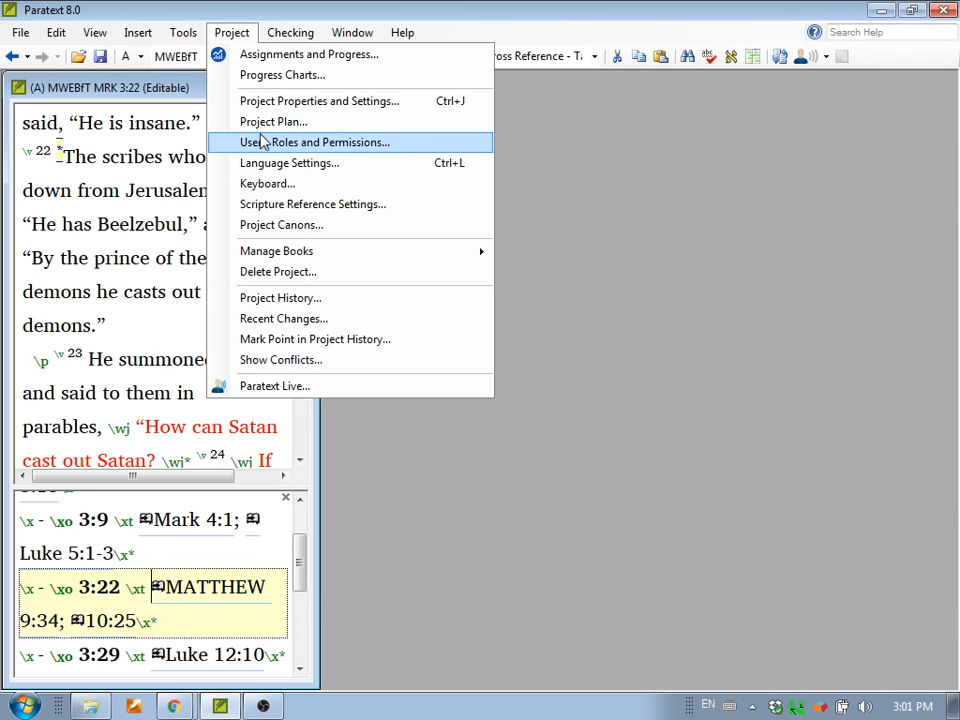 Paratext 8.0
File Edit View Insert Tools Project Checking Window Help
Search Help
A MWEBfT
ross Reference - Ta
Assignments and Progress...
Progress Charts...
Project Properties and Settings... Ctrl+J
Project Plan...
Roles and Permissions...
Language Settings... Ctrl+L
Keyboard...
Scripture Reference Settings...
Project Canons...
Manage Books
Delete Project...
Project History...
Recent Changes...
Mark Point in Project History...
Show Conflicts...
Paratext Live...
(A) MWEBfT MRK 3:22 (Editable)
said, “He is insane.”
\v 22 *The scribes who
down from Jerusalem
“He has Beelzebul,” a
“By the prince of the
demons he casts out
demons.”
\p \v 23 He summoned
and said to them in
parables, \wj “How can Satan
cast out Satan? \wj* \v 24 \wj If
\x - \xo 3:9 \xt Mark 4:1;
Luke 5:1-3\x*
\x - \xo 3:22 \xt MATTHEW
9:34; 10:25\x*
\x - \xo 3:29 \xt Luke 12:10\x*
EN
3:01 PM